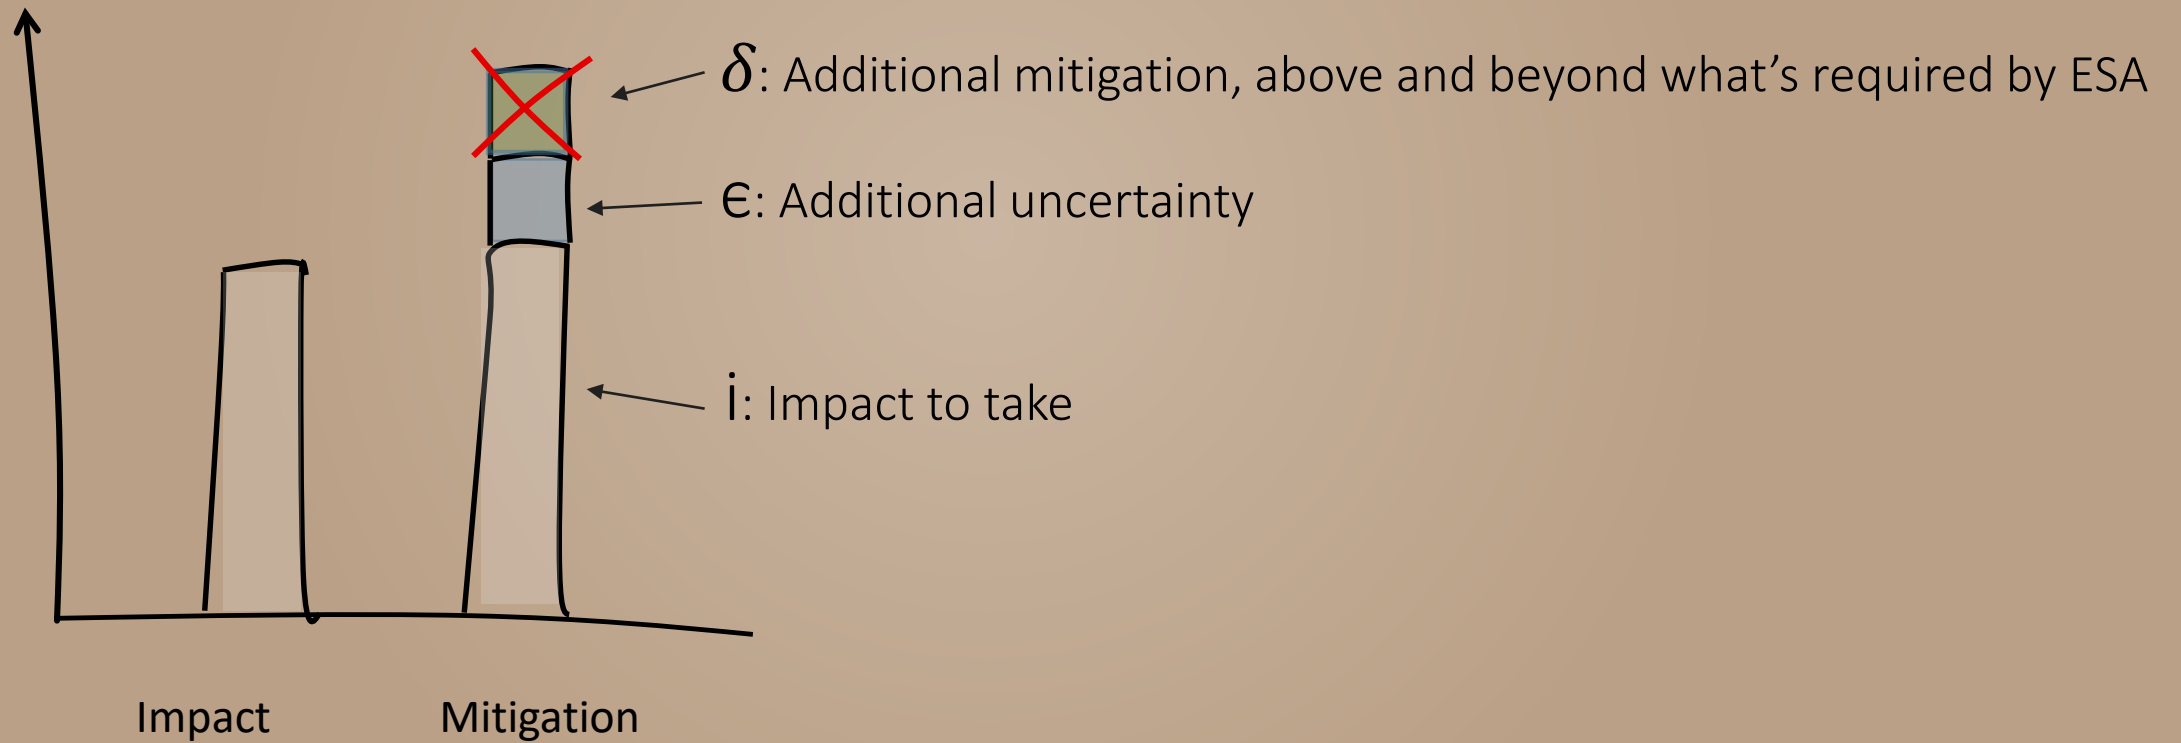 δ: Additional mitigation, above and beyond what’s required by ESA
Є: Additional uncertainty
i: Impact to take
Impact
Mitigation